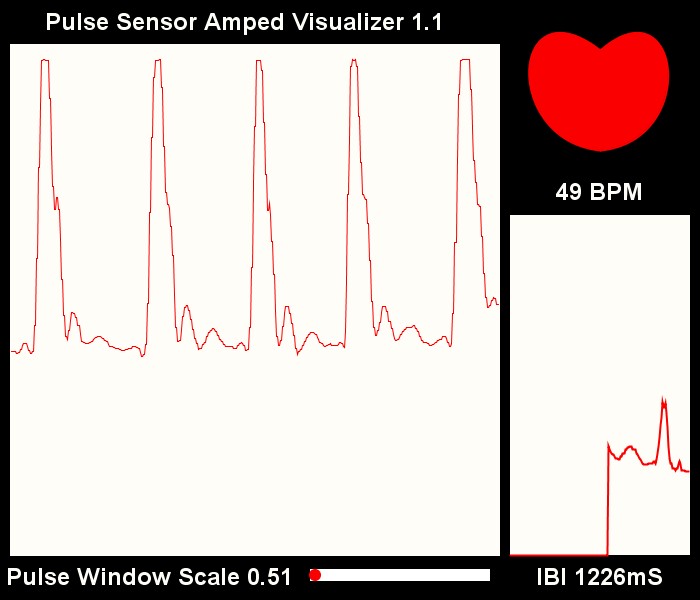 Pulse Sensor Amped Visualizer 1.1
49 BPM
Pulse Window Scale 0.51
IBI 1226mS